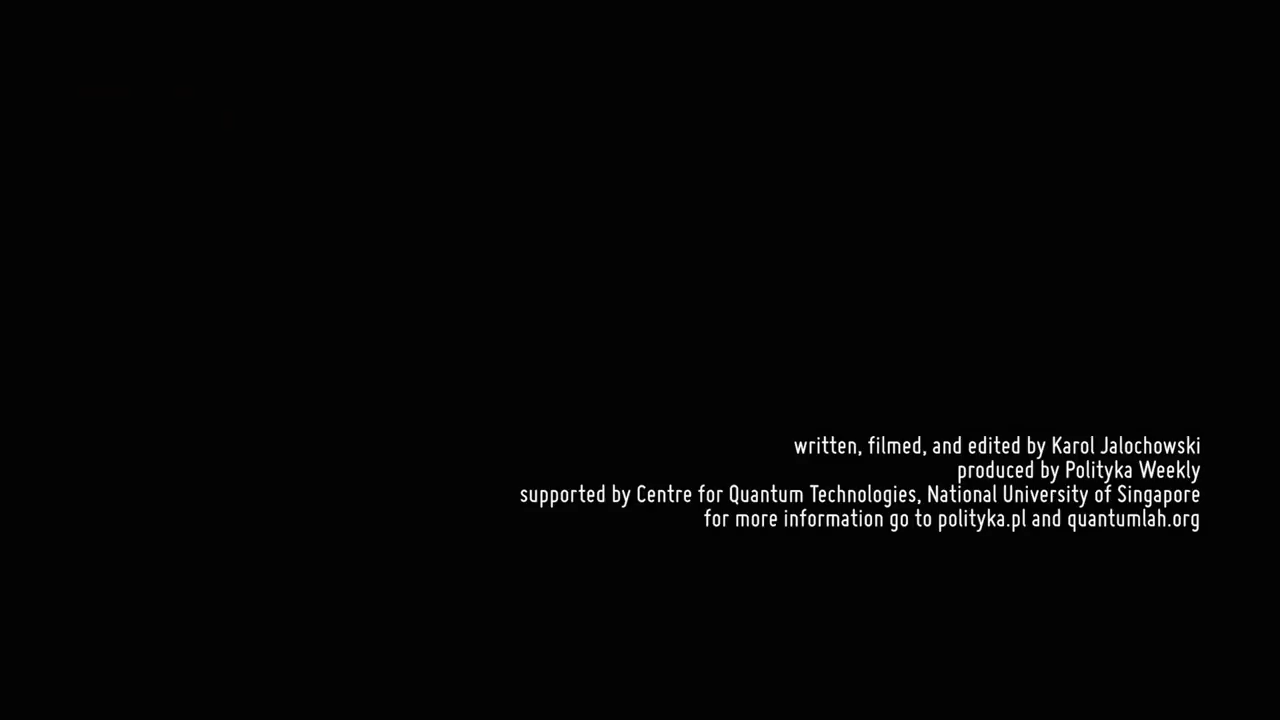 written, filmed, and edited by Karol Jalochowski
produced by Polityka Weekly
supported by Centre for Quantum Technologies, National University of Singapore
for more information go to polityka.pl and quantumlah.org